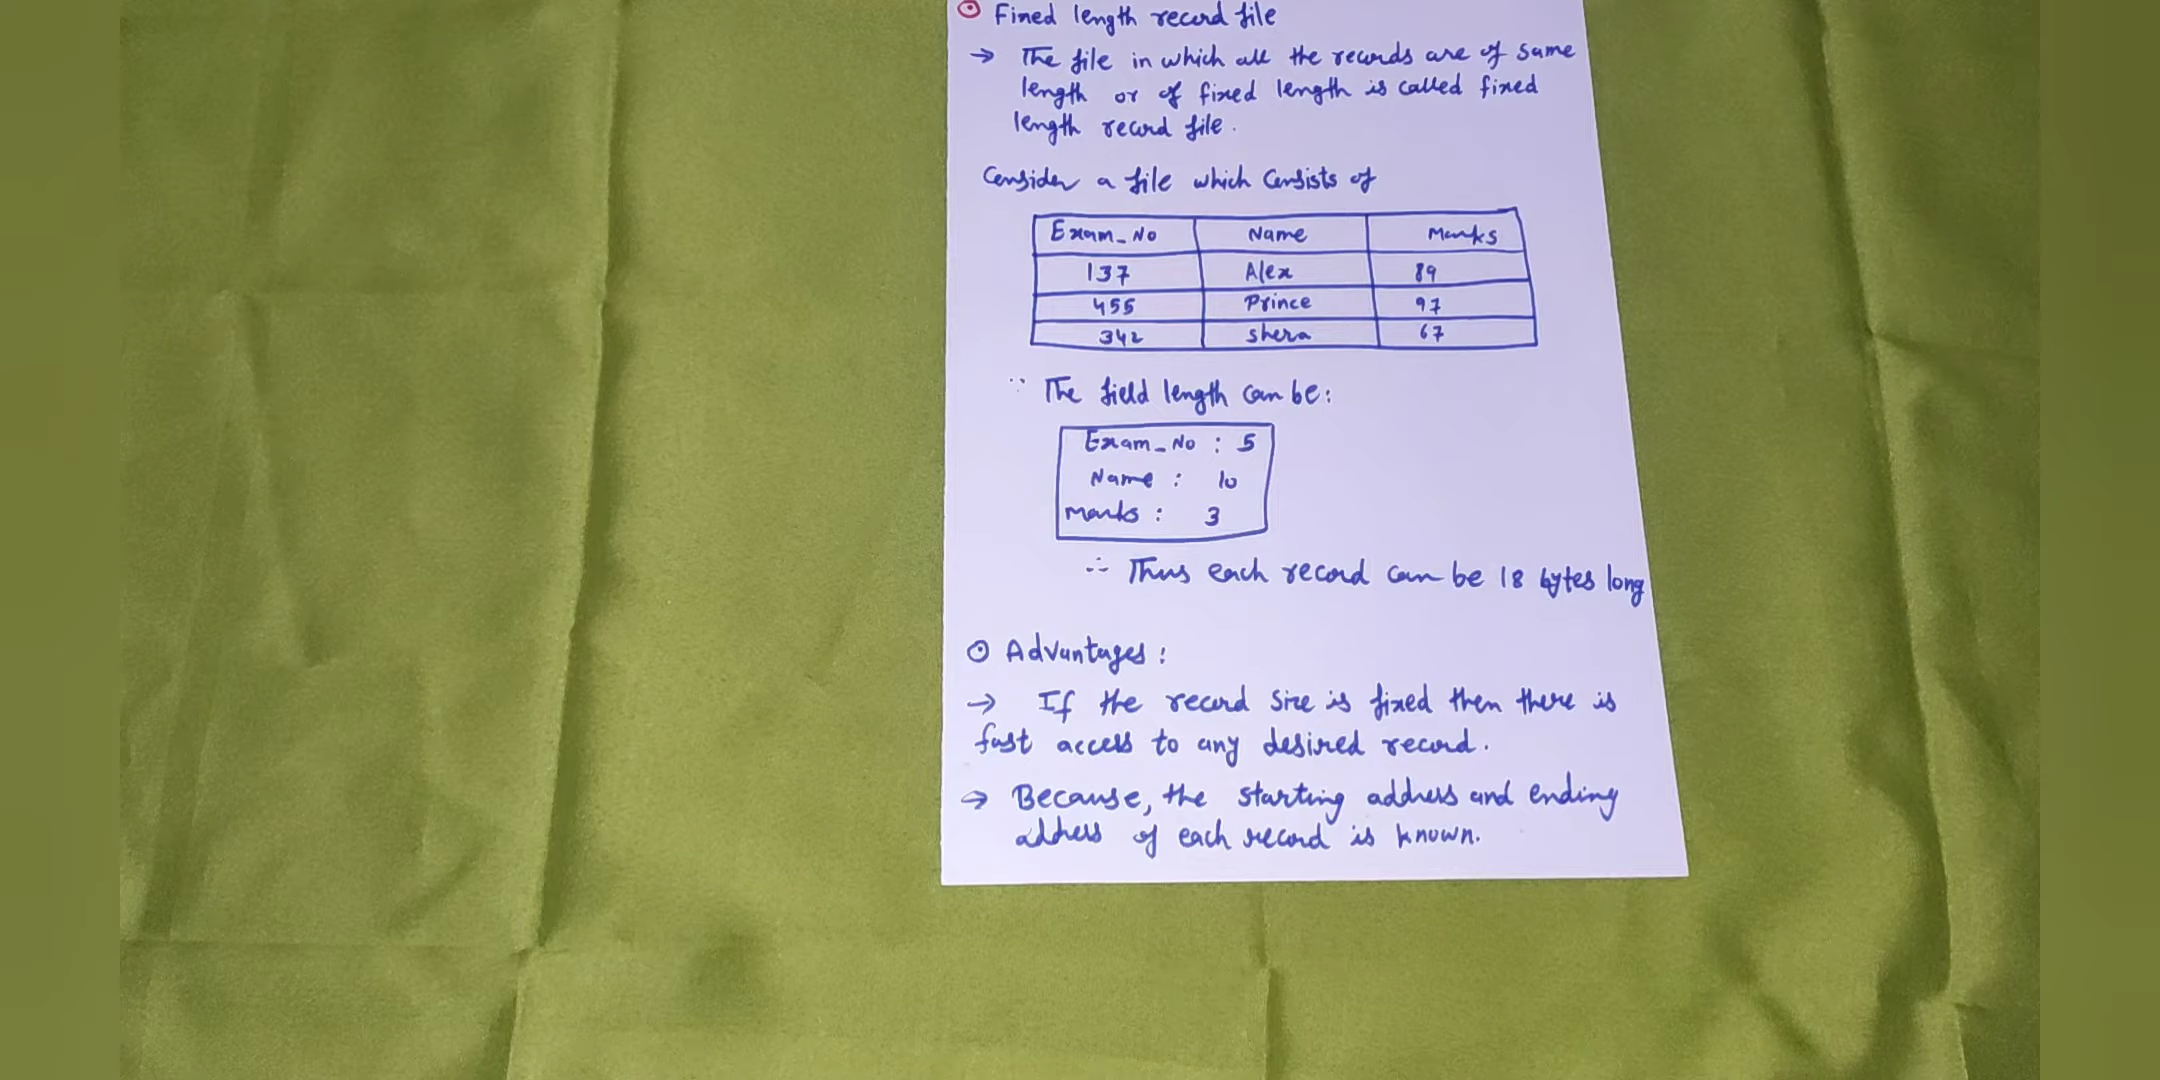 Fixed length record file
→ The file in which all the records are of same
length or of fixed length is called fixed
length record file.
Consider a file which consists of
Exam_No Name Marks
137 Alex 89
455 Prince 97
342 shera 67
∵ The field length can be:
Exam_No : 5
Name : 10
marks : 3
∴ Thus each record can be 18 bytes long
Advantages:
→ If the record size is fixed then there is
fast access to any desired record.
→ Because, the starting address and ending
address of each record is known.